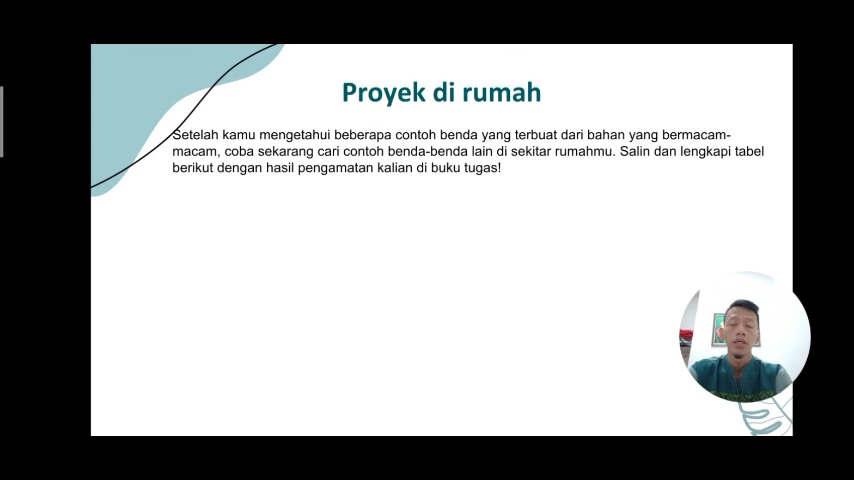 Proyek di rumah
Setelah kamu mengetahui beberapa contoh benda yang terbuat dari bahan yang bermacam-
macam, coba sekarang cari contoh benda-benda lain di sekitar rumahmu. Salin dan lengkapi tabel
berikut dengan hasil pengamatan kalian di buku tugas!